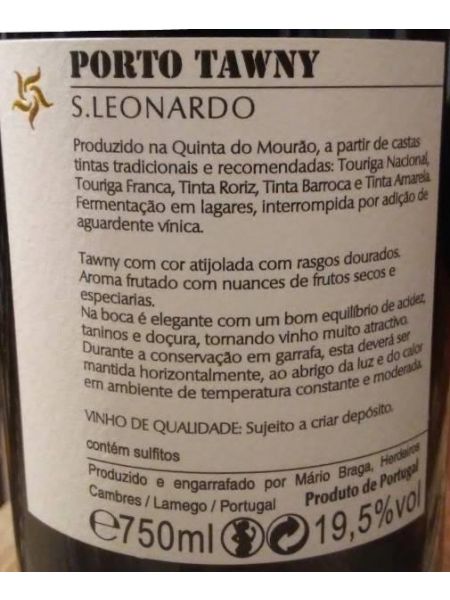 PORTO TAWNY
S.LEONARDO
Produzido na Quinta do Mourão, a partir de castas
tintas tradicionais e recomendadas: Touriga Nacional,
Touriga Franca, Tinta Roriz, Tinta Barroca e Tinta Amarela.
Fermentação em lagares, interrompida por adição de
aguardente vínica.
Tawny com cor atijolada com rasgos dourados.
Aroma frutado com nuances de frutos secos e
especiarias.
Na boca é elegante com um bom equilíbrio de acidez,
taninos e doçura, tornando vinho muito atractivo.
Durante a conservação em garrafa, esta deverá ser
mantida horizontalmente, ao abrigo da luz e do calor
em ambiente de temperatura constante e moderada.
VINHO DE QUALIDADE: Sujeito a criar depósito.
contém sulfitos
Produzido e engarrafado por Mário Braga, Herdeiros
Cambres / Lamego / Portugal
Produto de Portugal
℮750ml 19,5%vol